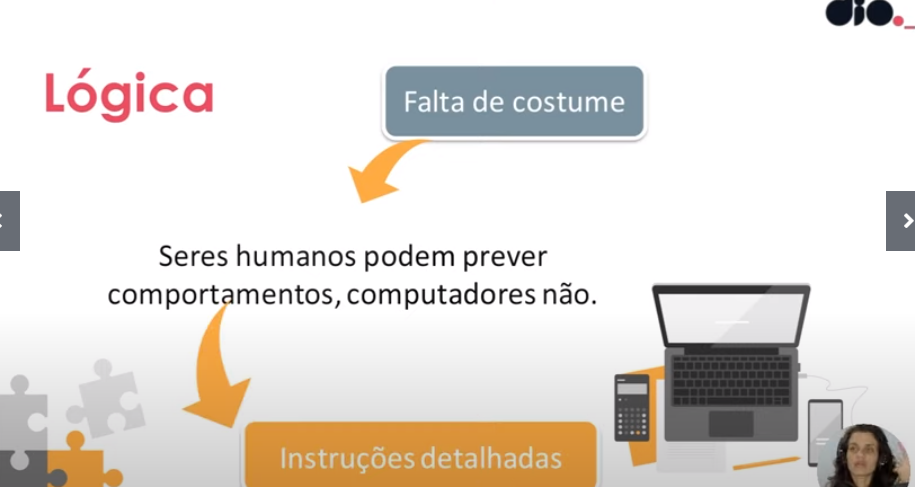 dio.
Lógica
Falta de costume
Seres humanos podem prever
comportamentos, computadores não.
Instruções detalhadas